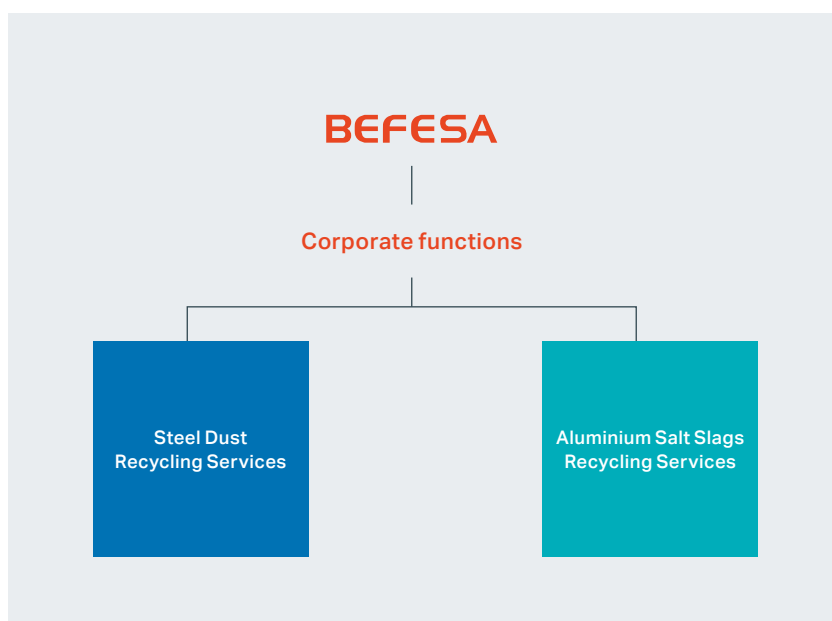 BEFESA
Corporate functions
Steel Dust
Recycling Services
Aluminium Salt Slags
Recycling Services